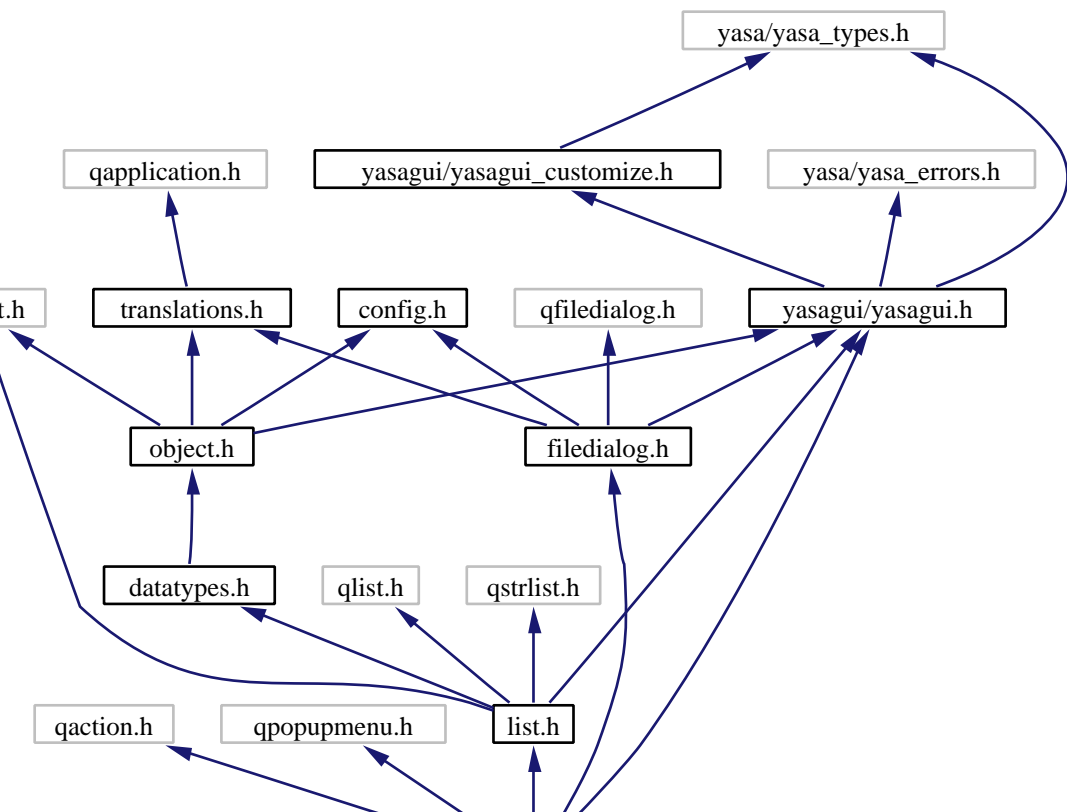 yasa/yasa_types.h
qapplication.h
yasagui/yasagui_customize.h
yasa/yasa_errors.h
t.h
translations.h
config.h
qfiledialog.h
yasagui/yasagui.h
object.h
filedialog.h
datatypes.h
qlist.h
qstrlist.h
qaction.h
qpopupmenu.h
list.h